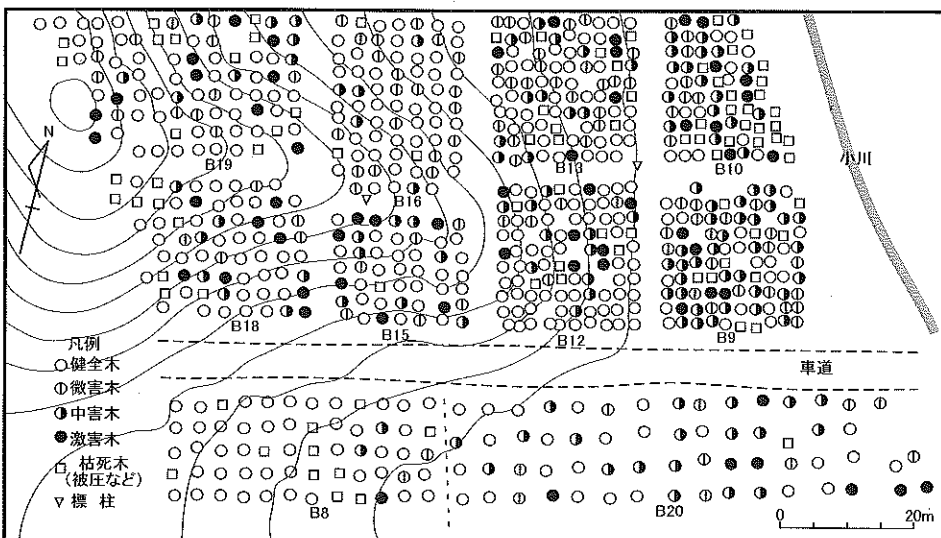 B19
B16
B13
B10
小川
N
B18
B15
B12
B9
車道
凡例
健全木
微害木
中害木
激害木
枯死木
(被圧など)
標 柱
B8
B20
0
20m